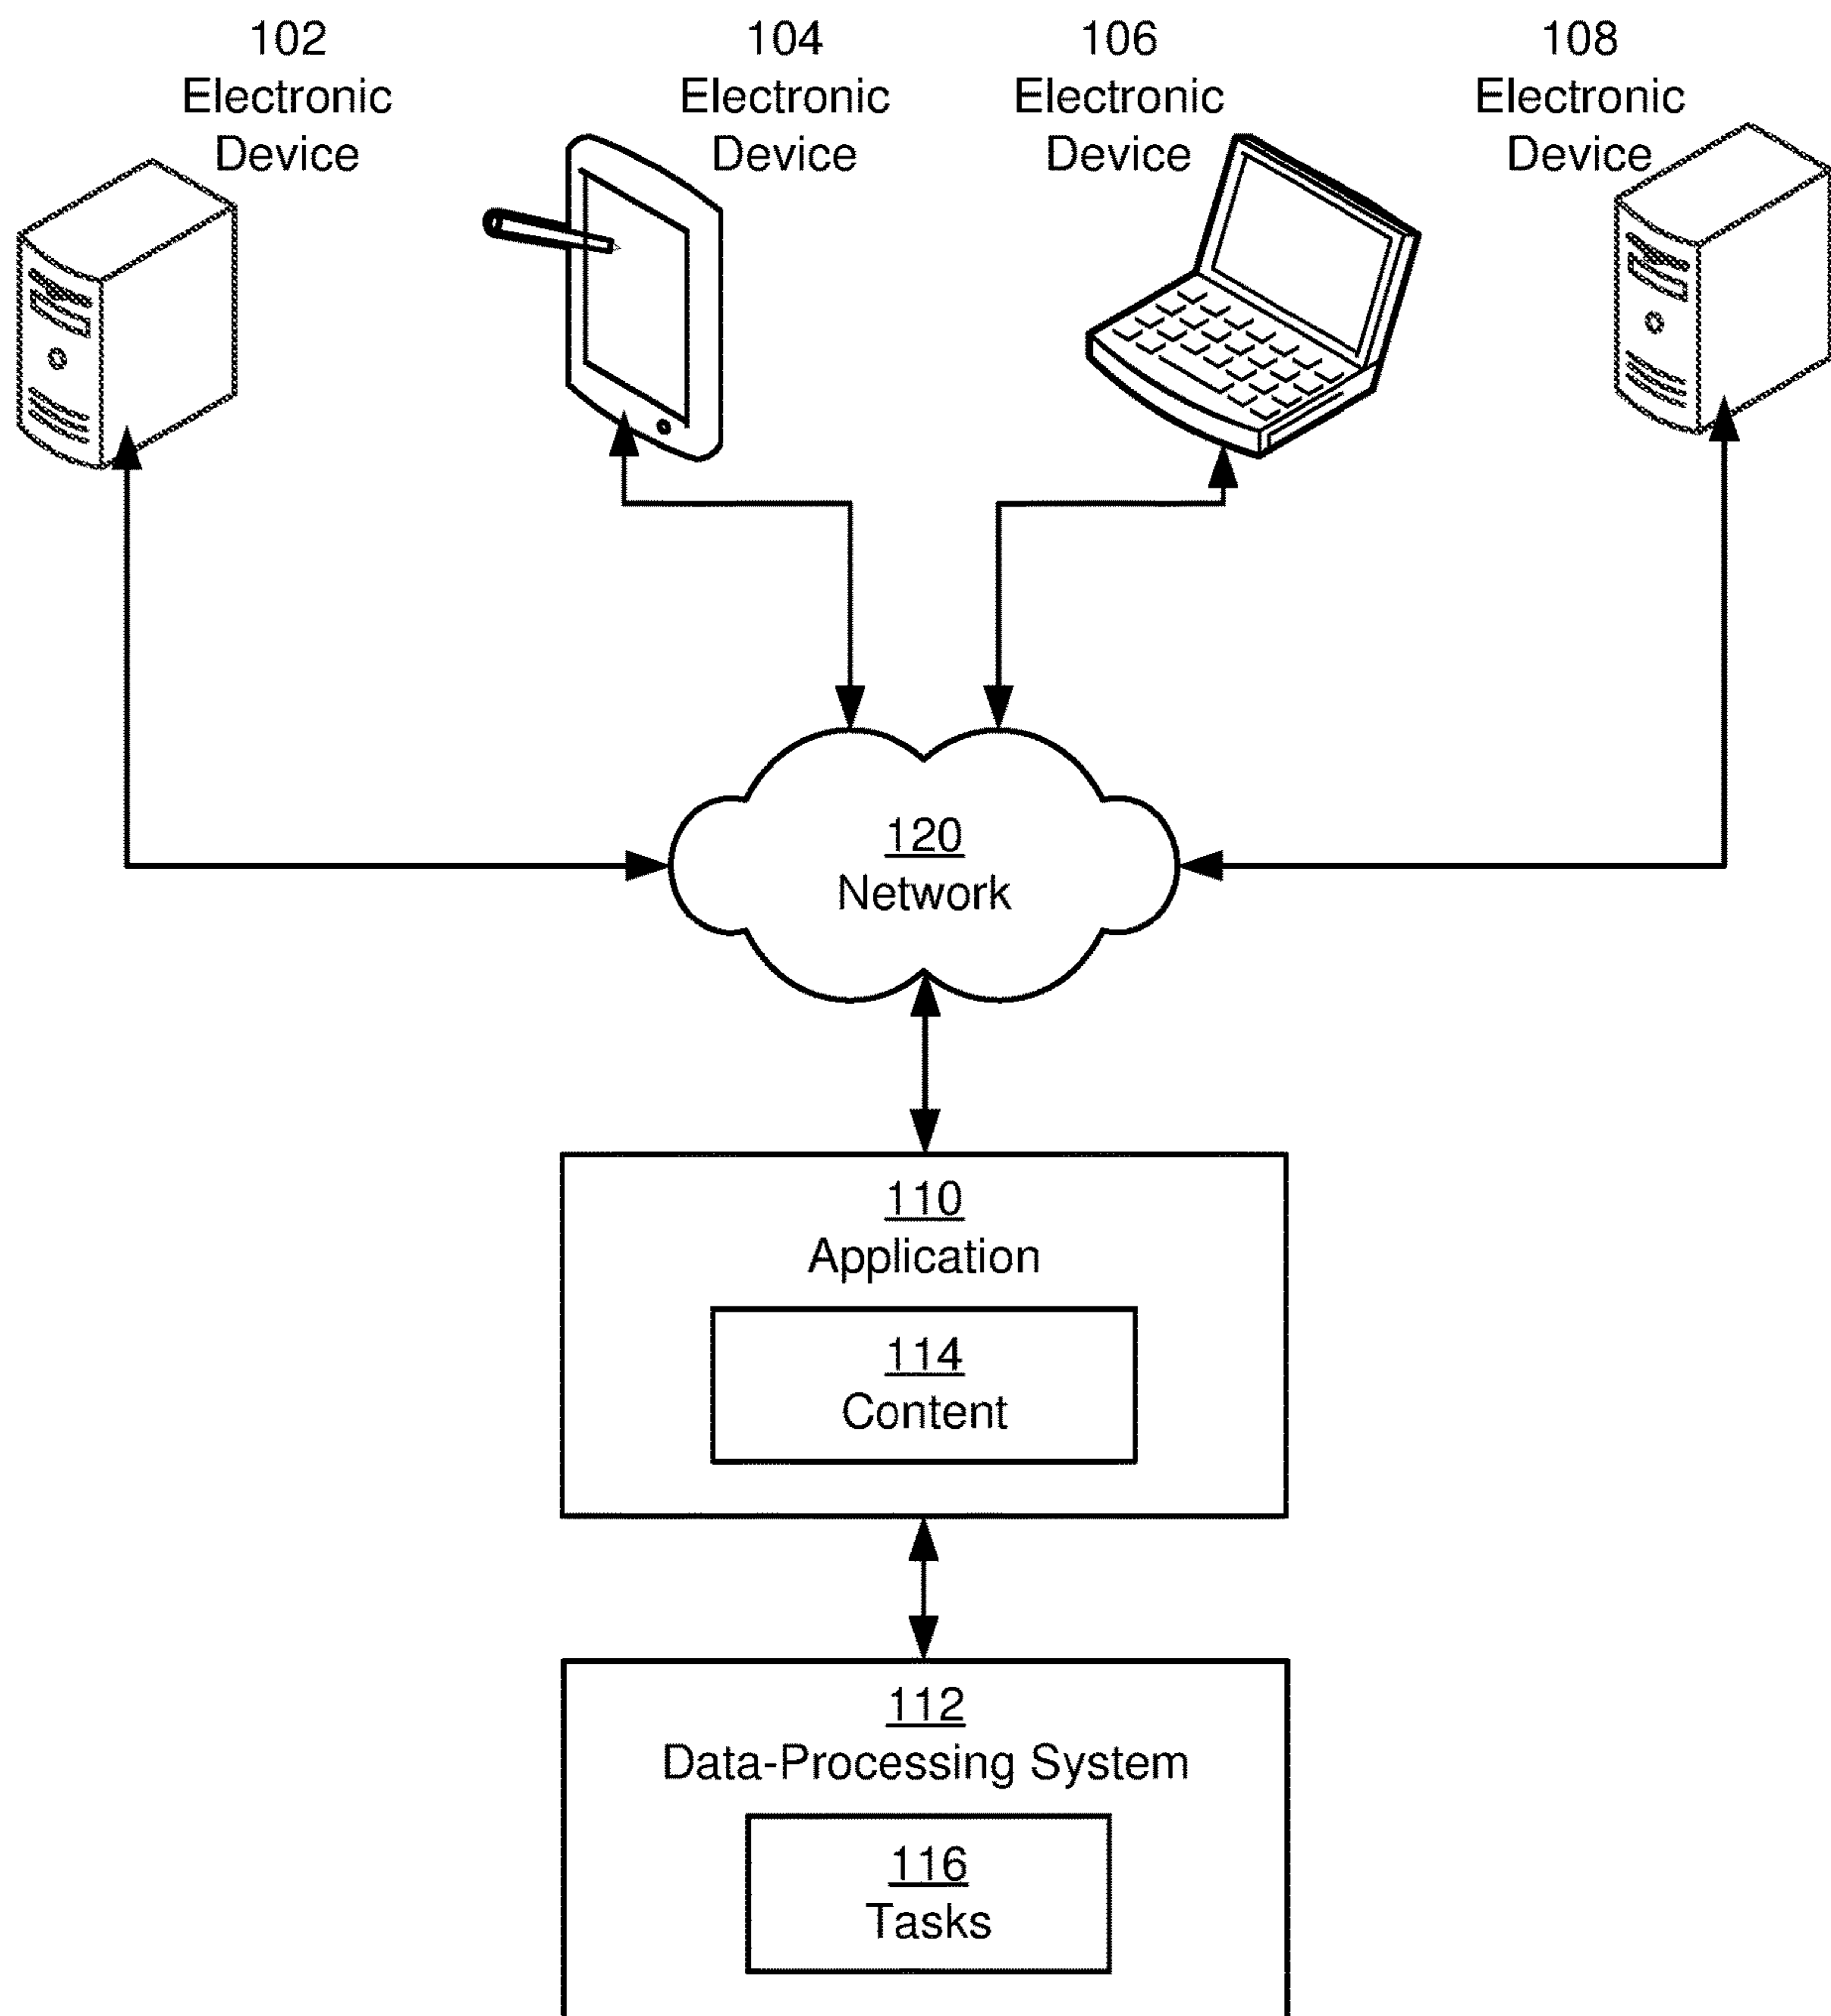 102
Electronic
Device
104
Electronic
Device
106
Electronic
Device
108
Electronic
Device
120
Network
110
Application
114
Content
112
Data-Processing System
116
Tasks